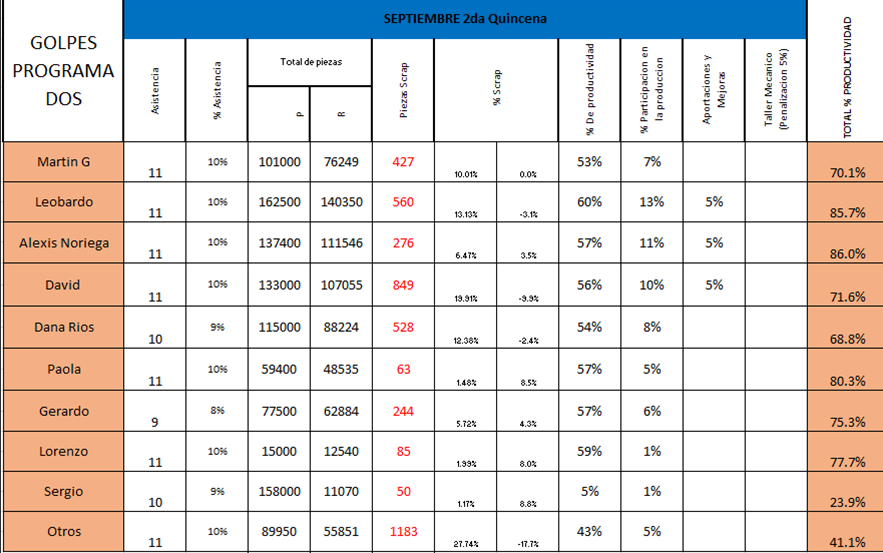 SEPTIEMBRE 2da Quincena
GOLPES
PROGRAMA
DOS
Asistencia
% Asistencia
Total de piezas
P
R
Piezas Scrap
% Scrap
% De productividad
% Participacion en
la produccion
Aportaciones y
Mejoras
Taller Mecanico
(Penalizacion 5%)
TOTAL % PRODUCTIVIDAD
Martin G 11 10% 101000 76249 427 10.01% 0.0% 53% 7% 70.1%
Leobardo 11 10% 162500 140350 560 13.13% -3.1% 60% 13% 5% 85.7%
Alexis Noriega 11 10% 137400 111546 276 6.47% 3.5% 57% 11% 5% 86.0%
David 11 10% 133000 107055 849 19.91% -9.9% 56% 10% 5% 71.6%
Dana Rios 10 9% 115000 88224 528 12.38% -2.4% 54% 8% 68.8%
Paola 11 10% 59400 48535 63 1.48% 8.5% 57% 5% 80.3%
Gerardo 9 8% 77500 62884 244 5.72% 4.3% 57% 6% 75.3%
Lorenzo 11 10% 15000 12540 85 1.99% 8.0% 59% 1% 77.7%
Sergio 10 9% 158000 11070 50 1.17% 8.8% 5% 1% 23.9%
Otros 11 10% 89950 55851 1183 27.74% -17.7% 43% 5% 41.1%